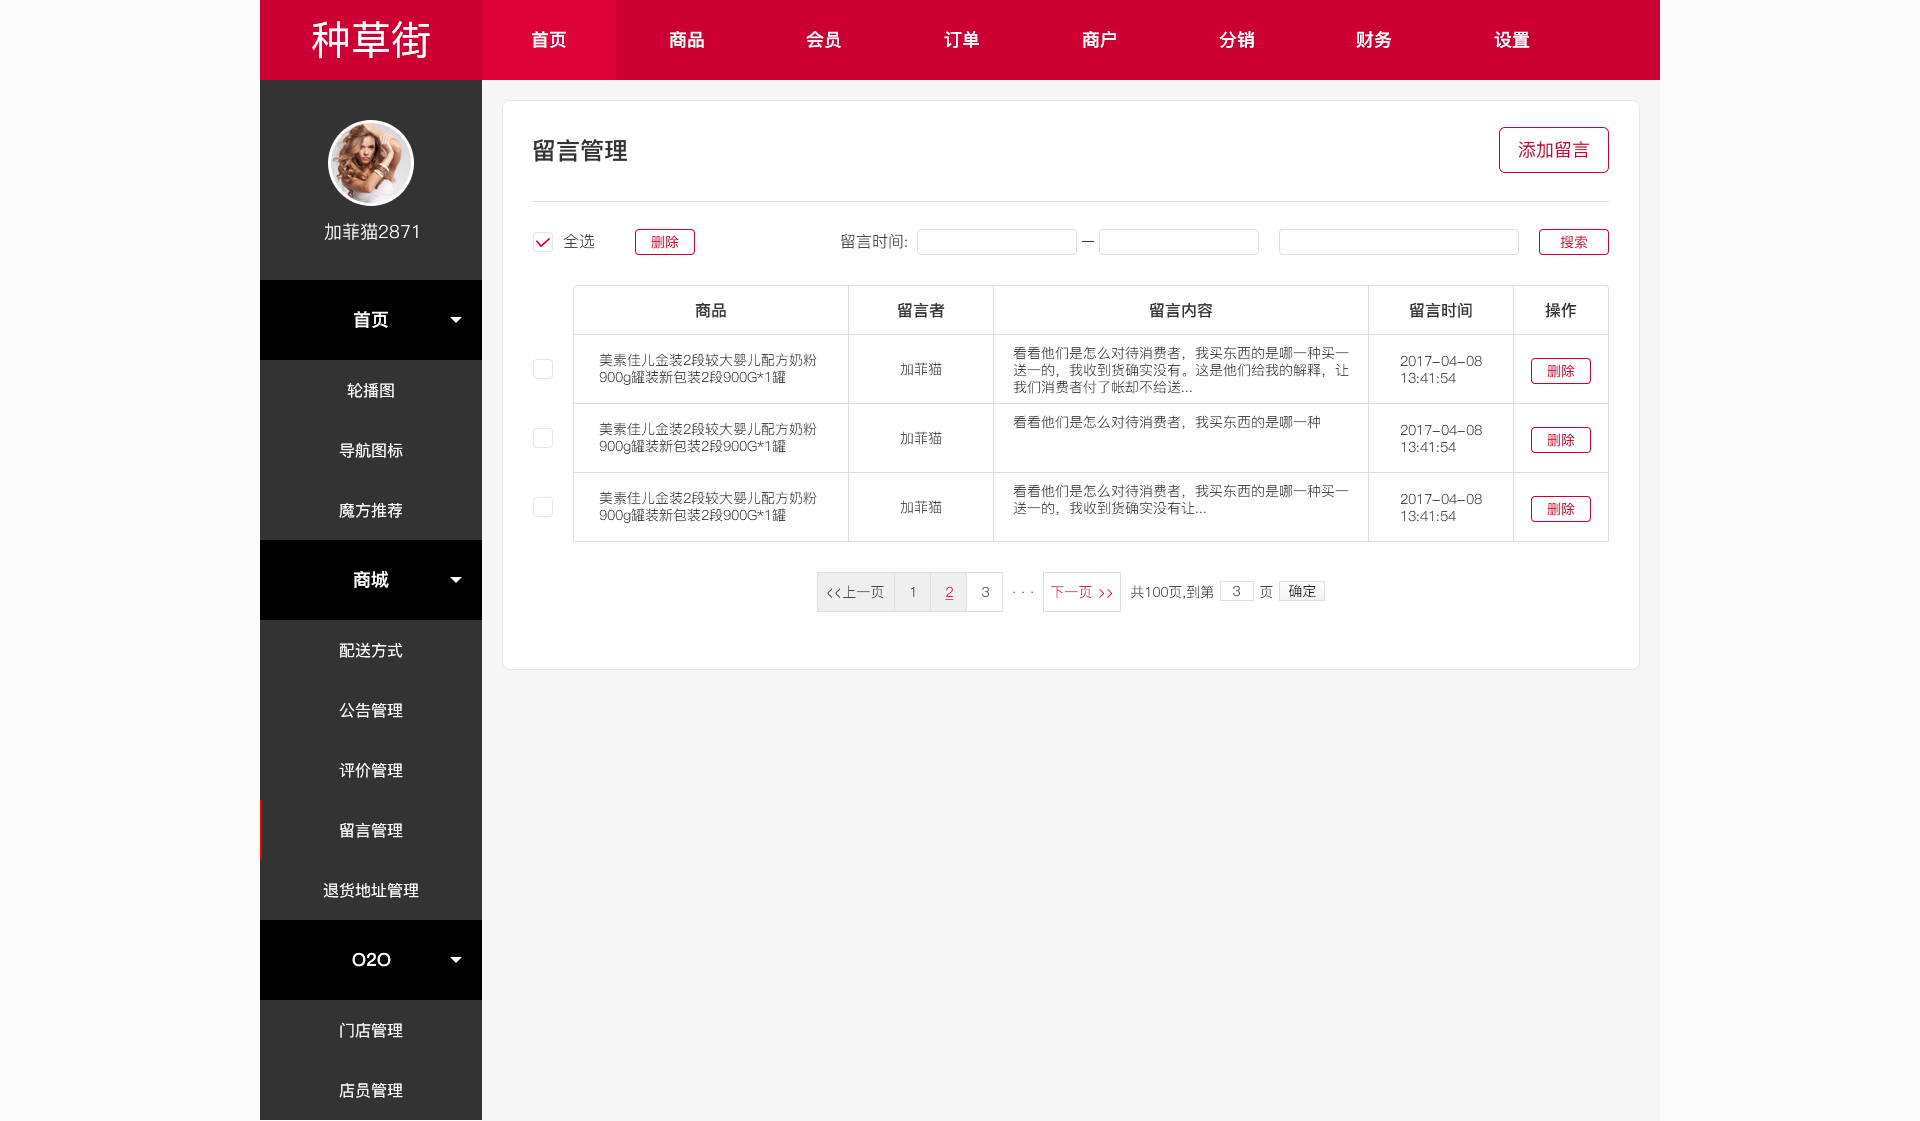 种草街
首页 商品 会员 订单 商户 分销 财务 设置
加菲猫2871
首页
轮播图
导航图标
魔方推荐
商城
配送方式
公告管理
评价管理
留言管理
退货地址管理
O2O
门店管理
店员管理
留言管理 添加留言
全选 删除 留言时间: — 搜索
商品 留言者 留言内容 留言时间 操作
美素佳儿金装2段较大婴儿配方奶粉
900g罐装新包装2段900G*1罐
加菲猫
看看他们是怎么对待消费者，我买东西的是哪一种买一
送一的，我收到货确实没有。这是他们给我的解释，让
我们消费者付了帐却不给送...
2017-04-08
13:41:54
删除
美素佳儿金装2段较大婴儿配方奶粉
900g罐装新包装2段900G*1罐
加菲猫
看看他们是怎么对待消费者，我买东西的是哪一种
2017-04-08
13:41:54
删除
美素佳儿金装2段较大婴儿配方奶粉
900g罐装新包装2段900G*1罐
加菲猫
看看他们是怎么对待消费者，我买东西的是哪一种买一
送一的，我收到货确实没有让...
2017-04-08
13:41:54
删除
<<上一页 1 2 3 ··· 下一页 >> 共100页,到第 3 页 确定